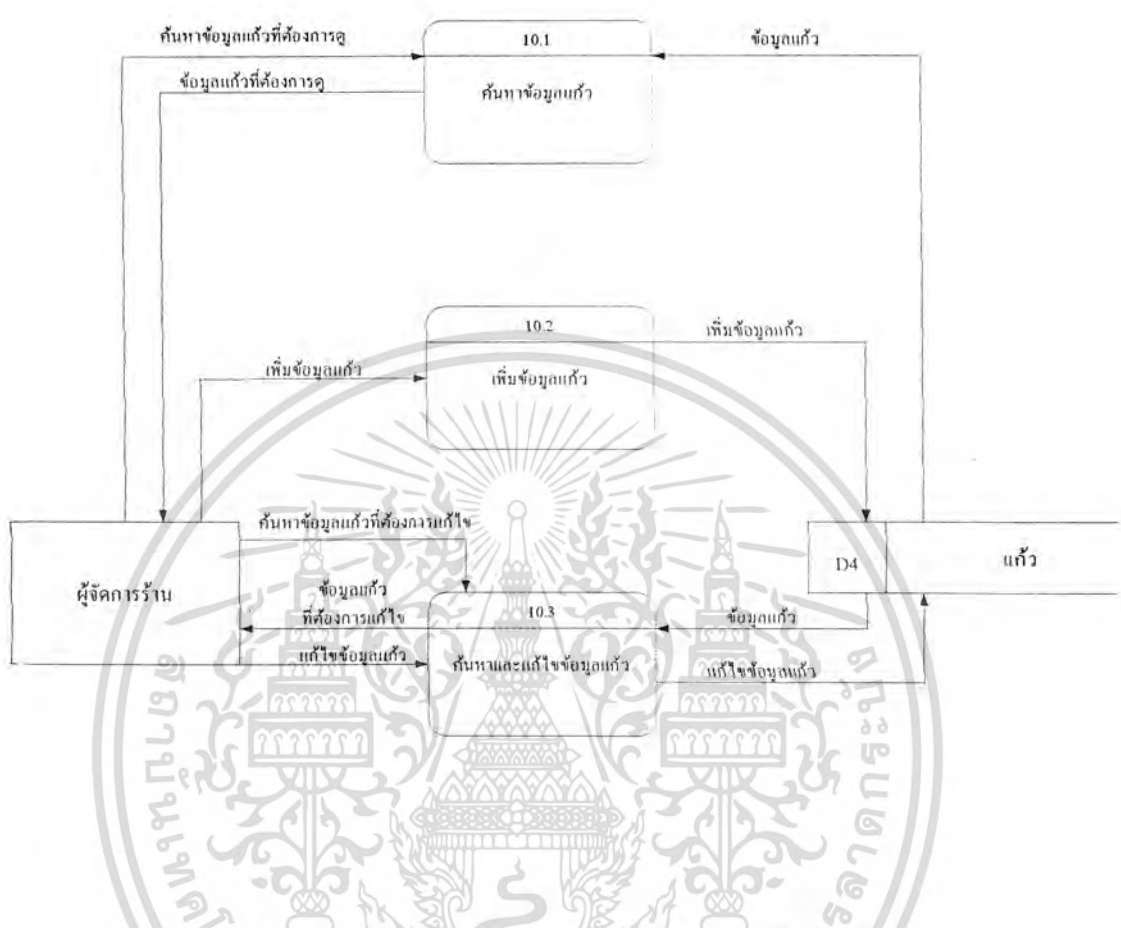 ค้นหาข้อมูลแก้วที่ต้องการดู
10.1
ข้อมูลแก้ว
ข้อมูลแก้วที่ต้องการดู
ค้นหาข้อมูลแก้ว
10.2
เพิ่มข้อมูลแก้ว
เพิ่มข้อมูลแก้ว
เพิ่มข้อมูลแก้ว
ค้นหาข้อมูลแก้วที่ต้องการแก้ไข
ผู้จัดการร้าน
D4
แก้ว
ข้อมูลแก้ว
ที่ต้องการแก้ไข
10.3
ข้อมูลแก้ว
แก้ไขข้อมูลแก้ว
ค้นหาและแก้ไขข้อมูลแก้ว
แก้ไขข้อมูลแก้ว